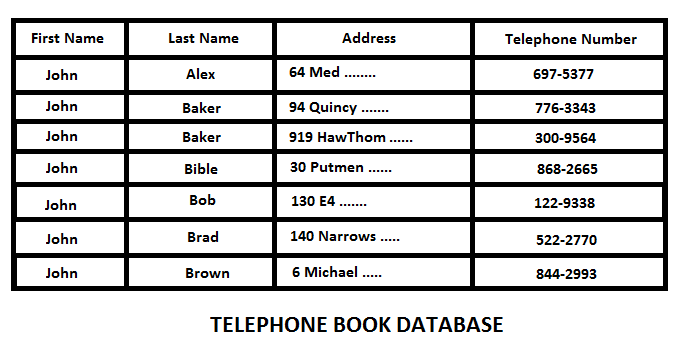 First Name Last Name Address Telephone Number
John Alex 64 Med ........ 697-5377
John Baker 94 Quincy ....... 776-3343
John Baker 919 HawThom ...... 300-9564
John Bible 30 Putmen ...... 868-2665
John Bob 130 E4 ....... 122-9338
John Brad 140 Narrows ..... 522-2770
John Brown 6 Michael ..... 844-2993
TELEPHONE BOOK DATABASE